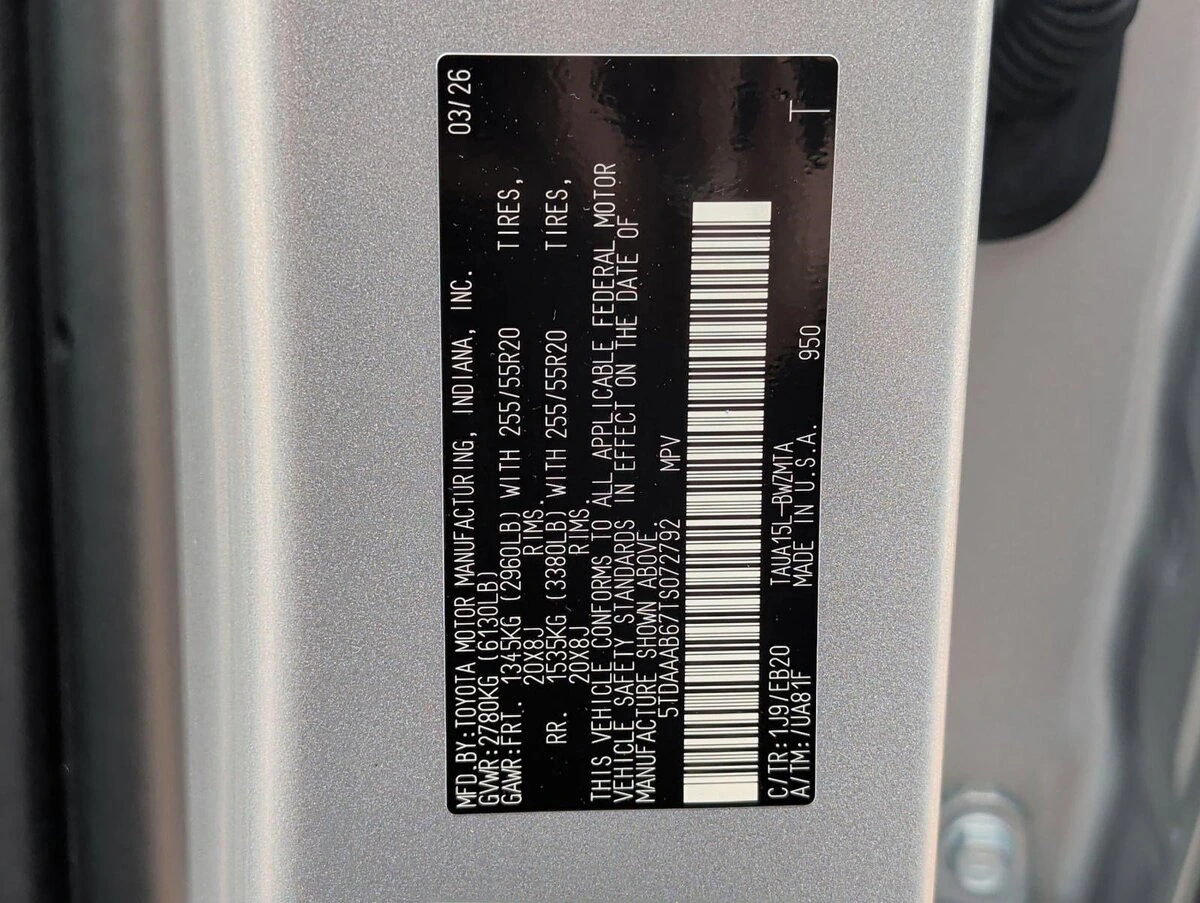 MFD.BY:TOYOTA MOTOR MANUFACTURING, INDIANA, INC. 03/26
GVWR:2780KG (6130LB)
GAWR:FRT. 1345KG (2960LB) WITH 255/55R20 TIRES,
20X8J RIMS.
RR. 1535KG (3380LB) WITH 255/55R20 TIRES,
20X8J RIMS.
THIS VEHICLE CONFORMS TO ALL APPLICABLE FEDERAL MOTOR
VEHICLE SAFETY STANDARDS IN EFFECT ON THE DATE OF
MANUFACTURE SHOWN ABOVE.
5TDAAAB67TS072792 MPV
C/TR:1J9/EB20 TAUA15L-BWZMTA T
A/TM:/UA81F MADE IN U.S.A. 950